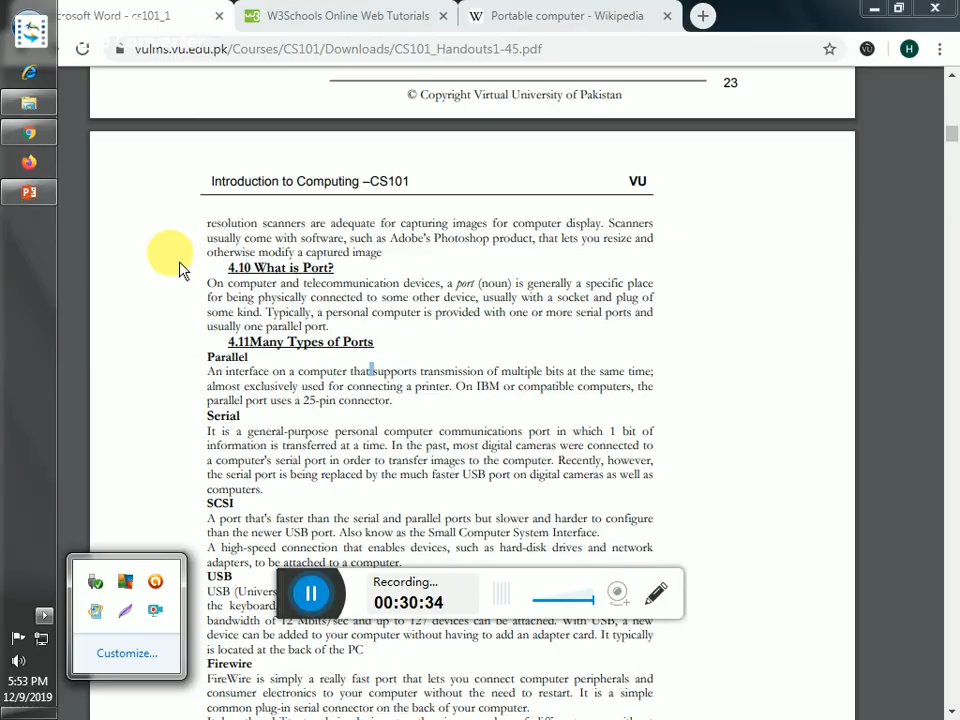 crosoft Word - cs101_1
W3Schools Online Web Tutorials
Portable computer - Wikipedia
vulms.vu.edu.pk/Courses/CS101/Downloads/CS101_Handouts1-45.pdf
VU
H
23
© Copyright Virtual University of Pakistan
Introduction to Computing –CS101
VU
resolution scanners are adequate for capturing images for computer display. Scanners
usually come with software, such as Adobe's Photoshop product, that lets you resize and
otherwise modify a captured image
4.10 What is Port?
On computer and telecommunication devices, a port (noun) is generally a specific place
for being physically connected to some other device, usually with a socket and plug of
some kind. Typically, a personal computer is provided with one or more serial ports and
usually one parallel port.
4.11Many Types of Ports
Parallel
An interface on a computer that supports transmission of multiple bits at the same time;
almost exclusively used for connecting a printer. On IBM or compatible computers, the
parallel port uses a 25-pin connector.
Serial
It is a general-purpose personal computer communications port in which 1 bit of
information is transferred at a time. In the past, most digital cameras were connected to
a computer's serial port in order to transfer images to the computer. Recently, however,
the serial port is being replaced by the much faster USB port on digital cameras as well as
computers.
SCSI
A port that's faster than the serial and parallel ports but slower and harder to configure
than the newer USB port. Also know as the Small Computer System Interface.
A high-speed connection that enables devices, such as hard-disk drives and network
adapters, to be attached to a computer.
USB
USB (Univers
the keyboard
bandwidth of 12 Mbits/sec and up to 127 devices can be attached. With USB, a new
device can be added to your computer without having to add an adapter card. It typically
is located at the back of the PC
Firewire
FireWire is simply a really fast port that lets you connect computer peripherals and
consumer electronics to your computer without the need to restart. It is a simple
common plug-in serial connector on the back of your computer.
Recording...
00:30:34
Customize...
5:53 PM
12/9/2019